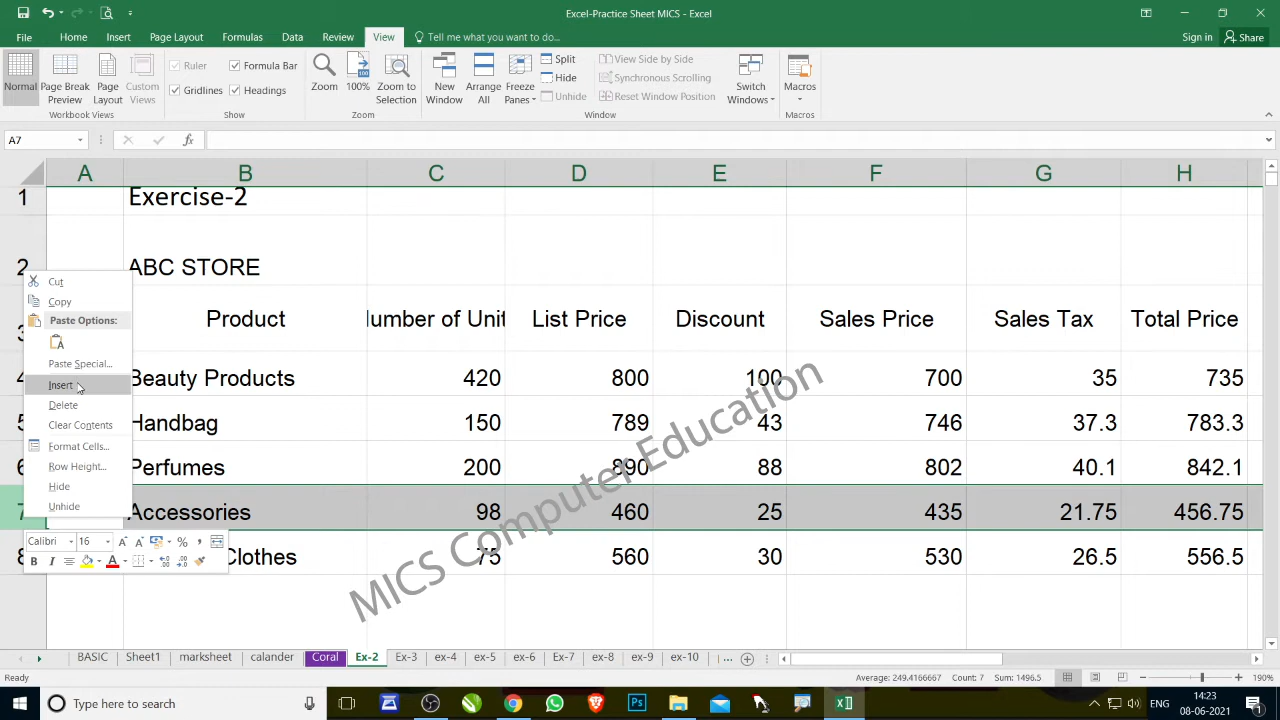 Excel-Practice Sheet MICS - Excel
File Home Insert Page Layout Formulas Data Review View Tell me what you want to do... Sign in Share
Normal Page Break Preview Page Layout Custom Views
Ruler Formula Bar
Gridlines Headings
Zoom 100% Zoom to Selection
New Window Arrange All Freeze Panes
Split
Hide
Unhide
View Side by Side
Synchronous Scrolling
Reset Window Position
Switch Windows Macros
Workbook Views Show Zoom Window Macros
A7 fx
A B C D E F G H
1 Exercise-2
2 ABC STORE
3 Product Number of Unit List Price Discount Sales Price Sales Tax Total Price
4 Beauty Products 420 800 100 700 35 735
5 Handbag 150 789 43 746 37.3 783.3
6 Perfumes 200 890 88 802 40.1 842.1
7 Accessories 98 460 25 435 21.75 456.75
8 Clothes 75 560 30 530 26.5 556.5
Cut
Copy
Paste Options:
Paste Special...
Insert
Delete
Clear Contents
Format Cells...
Row Height...
Hide
Unhide
Calibri 16 A A % ,
B I A
MICS Computer Education
BASIC Sheet1 marksheet calander Coral Ex-2 Ex-3 ex-4 ex-5 ex-6 Ex-7 ex-8 ex-9 ex-10 ...
Ready Average: 249.4166667 Count: 7 Sum: 1496.5 190%
Type here to search Ps ENG 14:23
08-06-2021